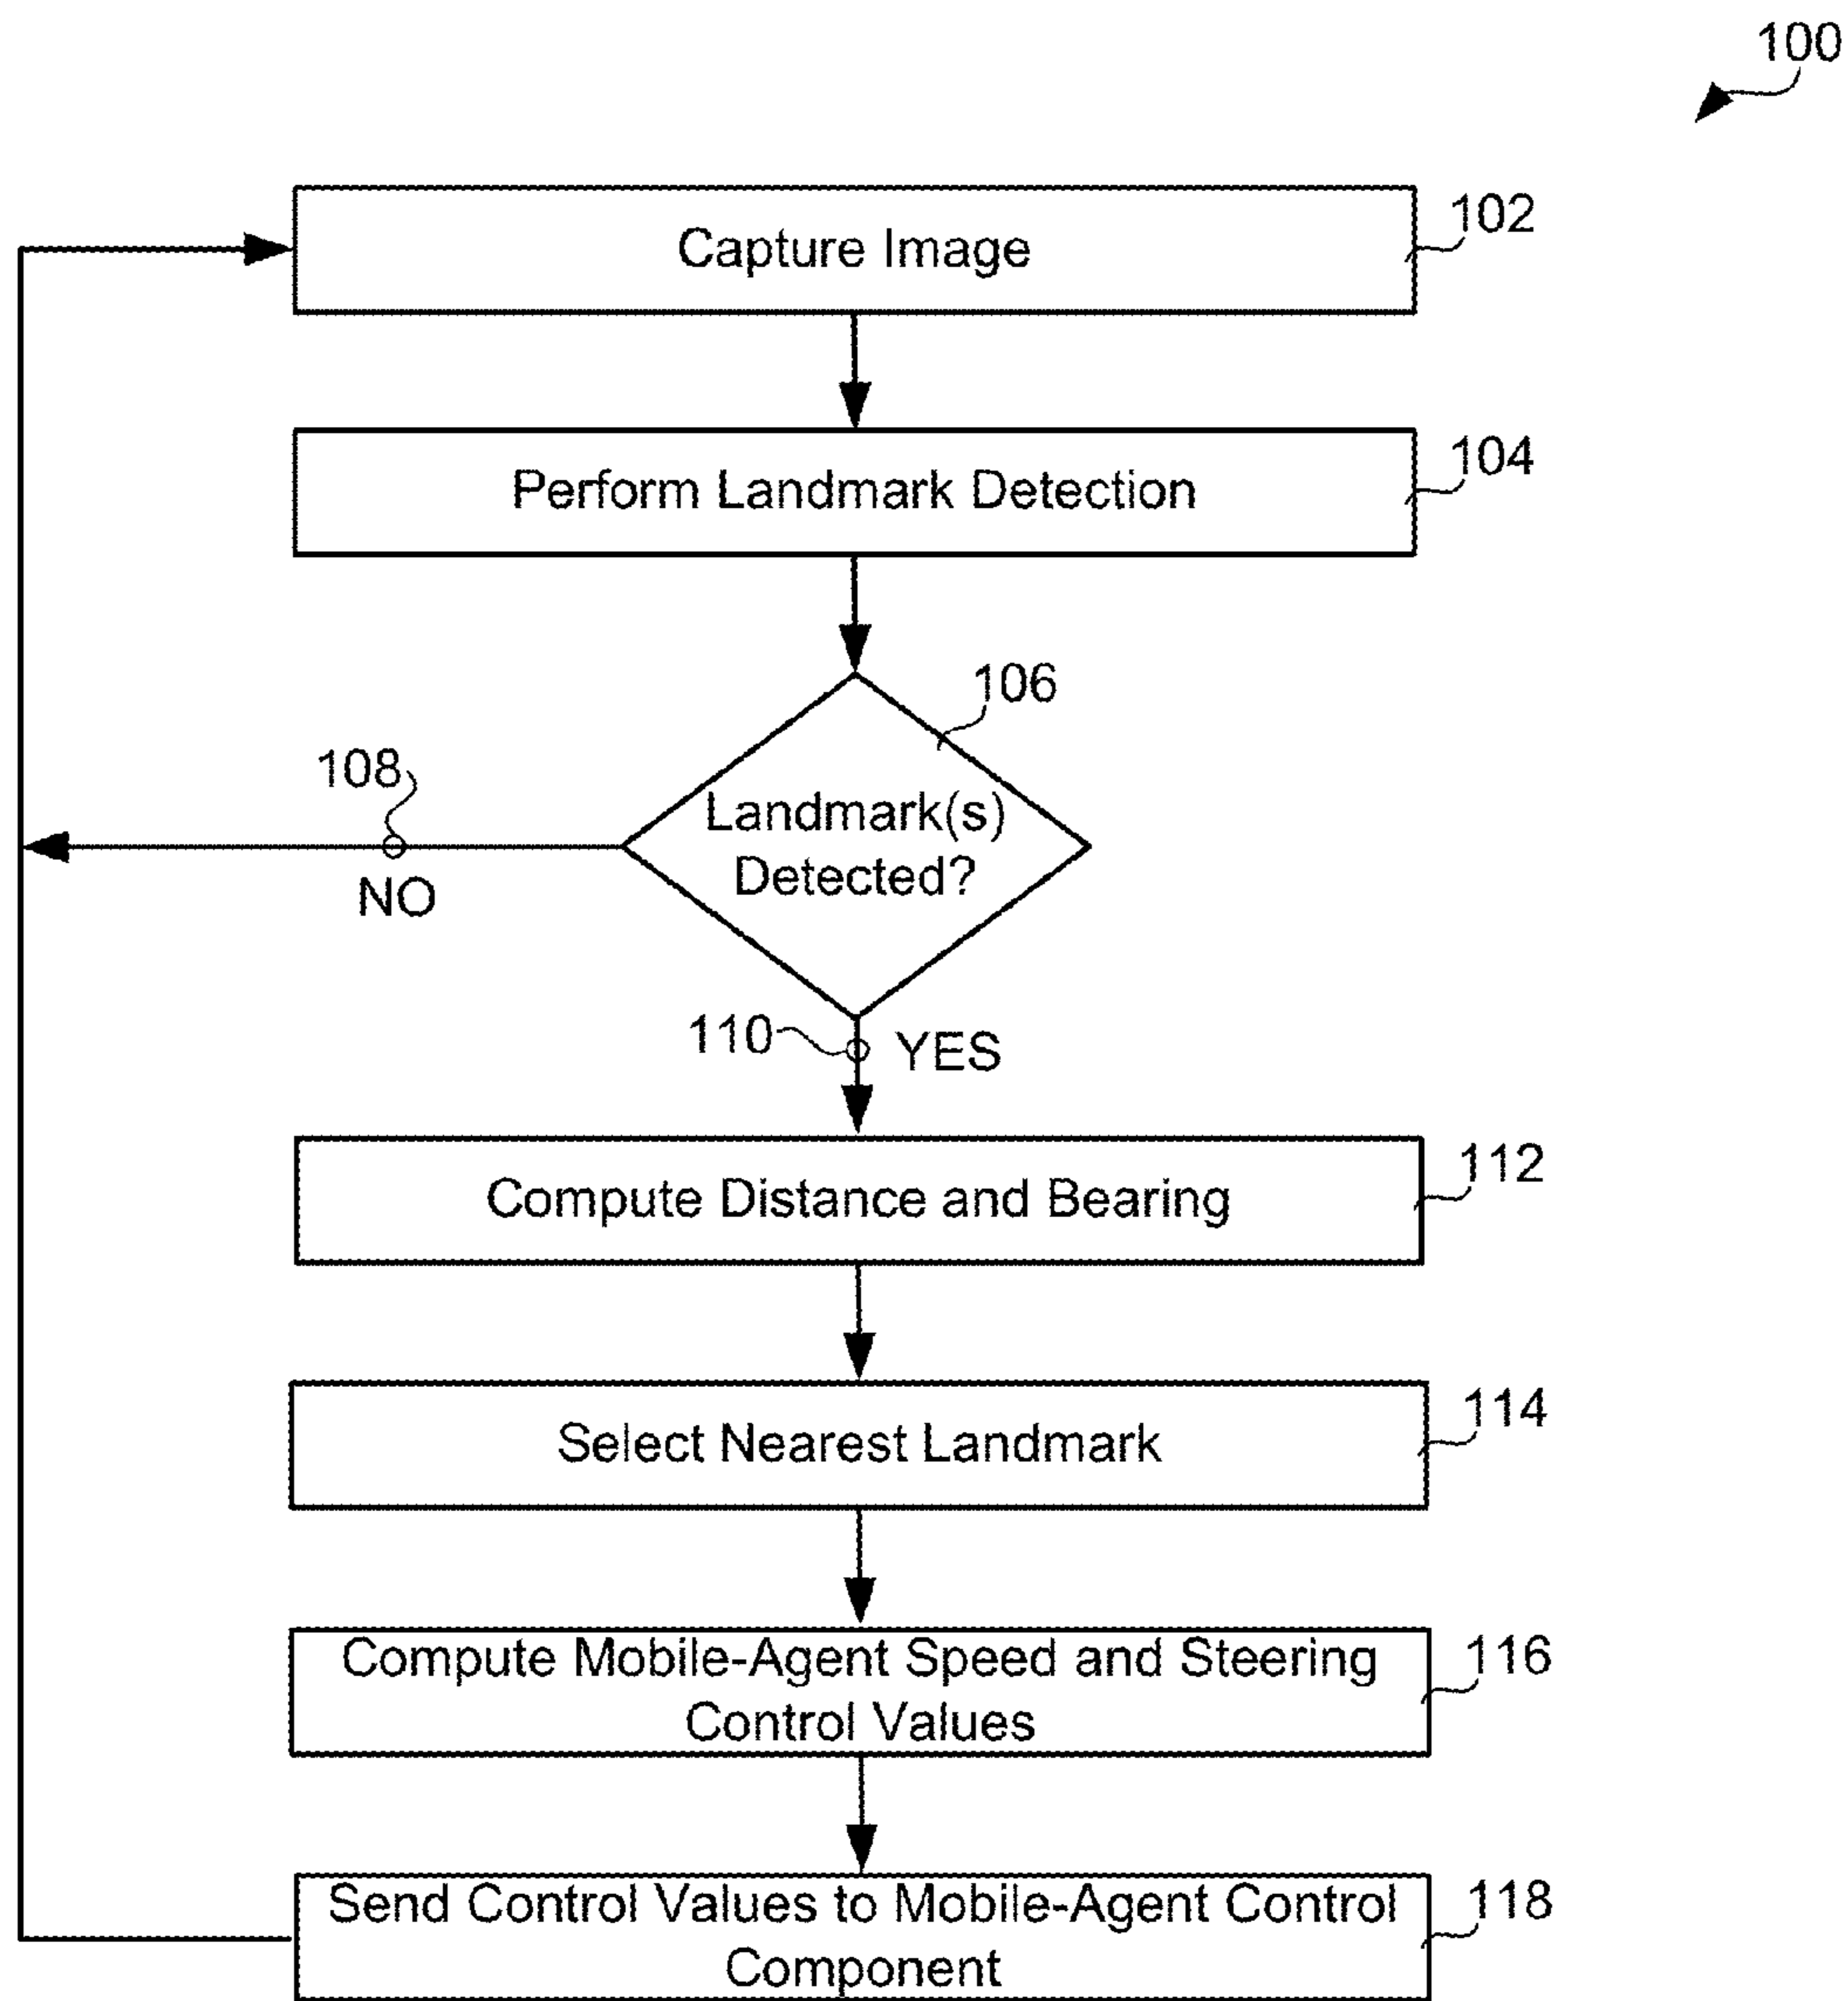 100
Capture Image
102
Perform Landmark Detection
104
106
Landmark(s)
Detected?
108
NO
110
YES
Compute Distance and Bearing
112
Select Nearest Landmark
114
Compute Mobile-Agent Speed and Steering
Control Values
116
Send Control Values to Mobile-Agent Control
Component
118